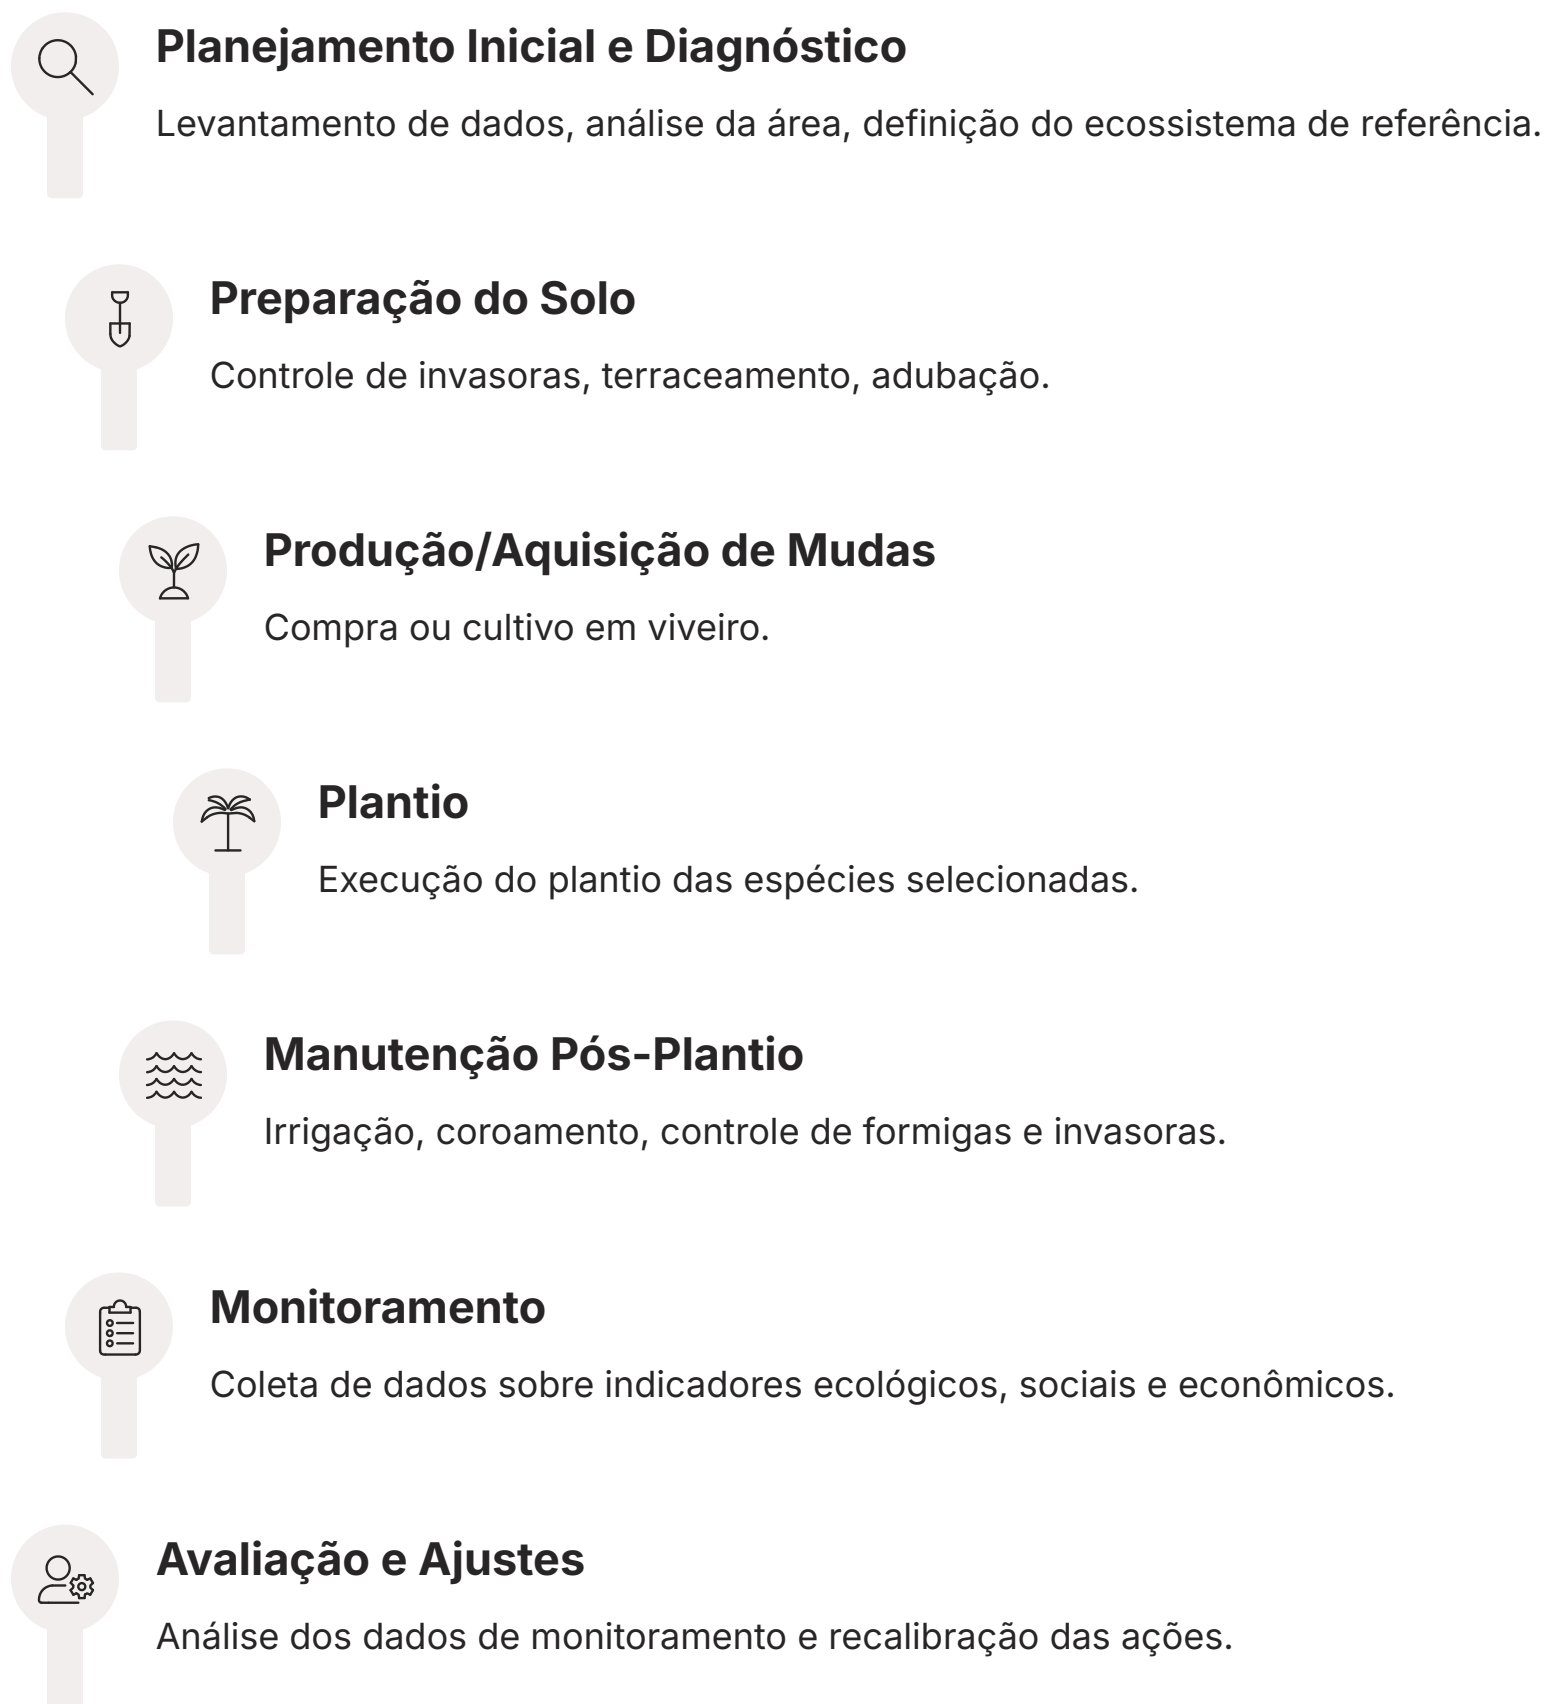 Planejamento Inicial e Diagnóstico
Levantamento de dados, análise da área, definição do ecossistema de referência.
Preparação do Solo
Controle de invasoras, terraceamento, adubação.
Produção/Aquisição de Mudas
Compra ou cultivo em viveiro.
Plantio
Execução do plantio das espécies selecionadas.
Manutenção Pós-Plantio
Irrigação, coroamento, controle de formigas e invasoras.
Monitoramento
Coleta de dados sobre indicadores ecológicos, sociais e econômicos.
Avaliação e Ajustes
Análise dos dados de monitoramento e recalibração das ações.